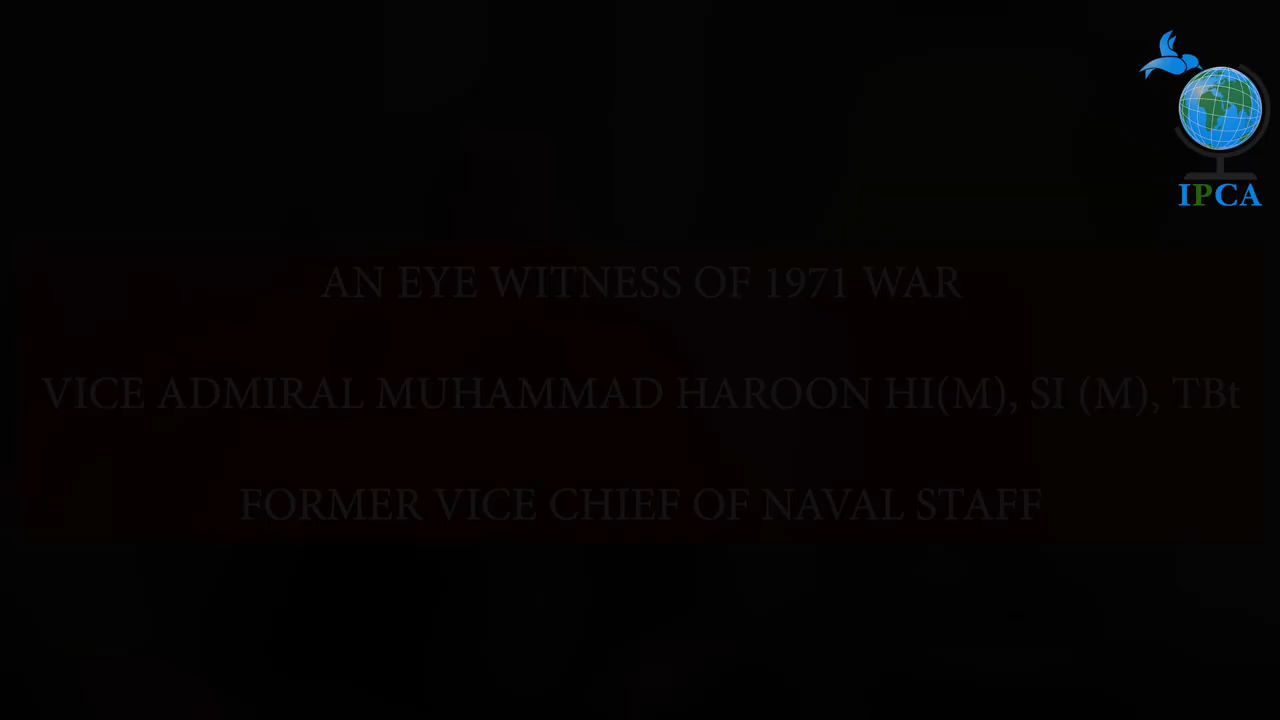 IPCA
AN EYE WITNESS OF 1971 WAR
VICE ADMIRAL MUHAMMAD HAROON HI(M), SI (M), TBt
FORMER VICE CHIEF OF NAVAL STAFF